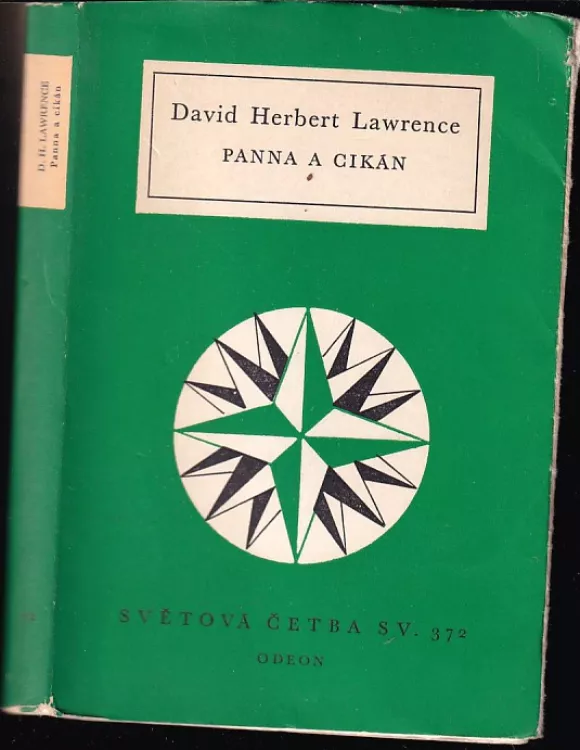 D. H. LAWRENCE
Panna a cikán
David Herbert Lawrence
PANNA A CIKÁN
SVĚTOVÁ ČETBA SV. 372
ODEON